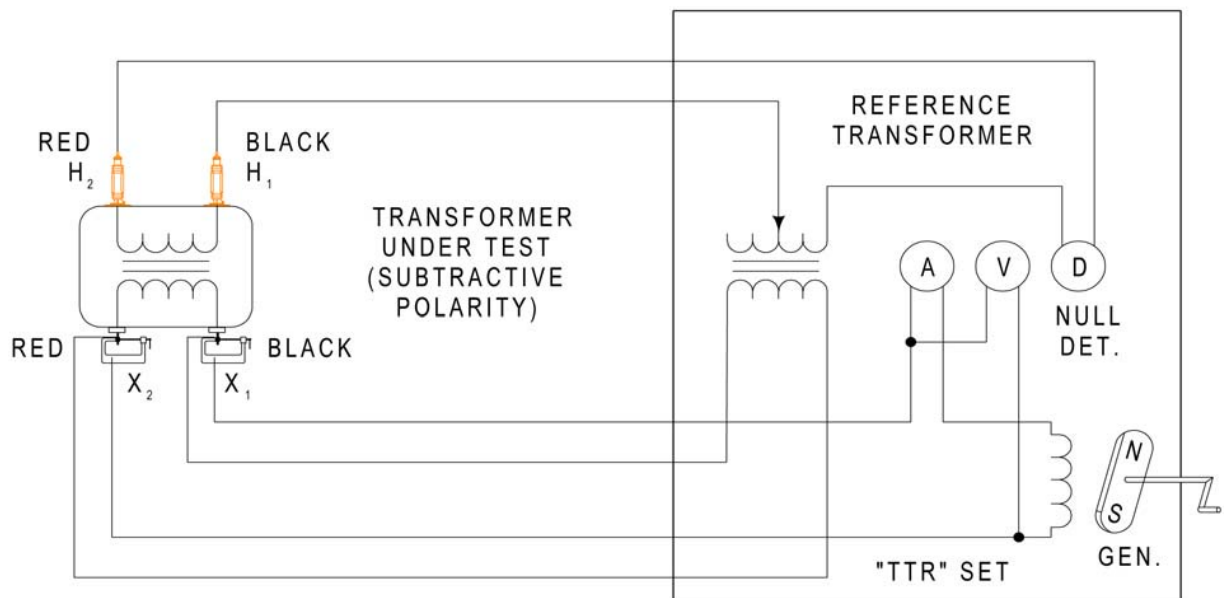 REFERENCE
TRANSFORMER
RED
H₂
BLACK
H₁
TRANSFORMER
UNDER TEST
(SUBTRACTIVE
POLARITY)
A
V
D
NULL
DET.
RED
X₂
BLACK
X₁
N
S
GEN.
"TTR" SET